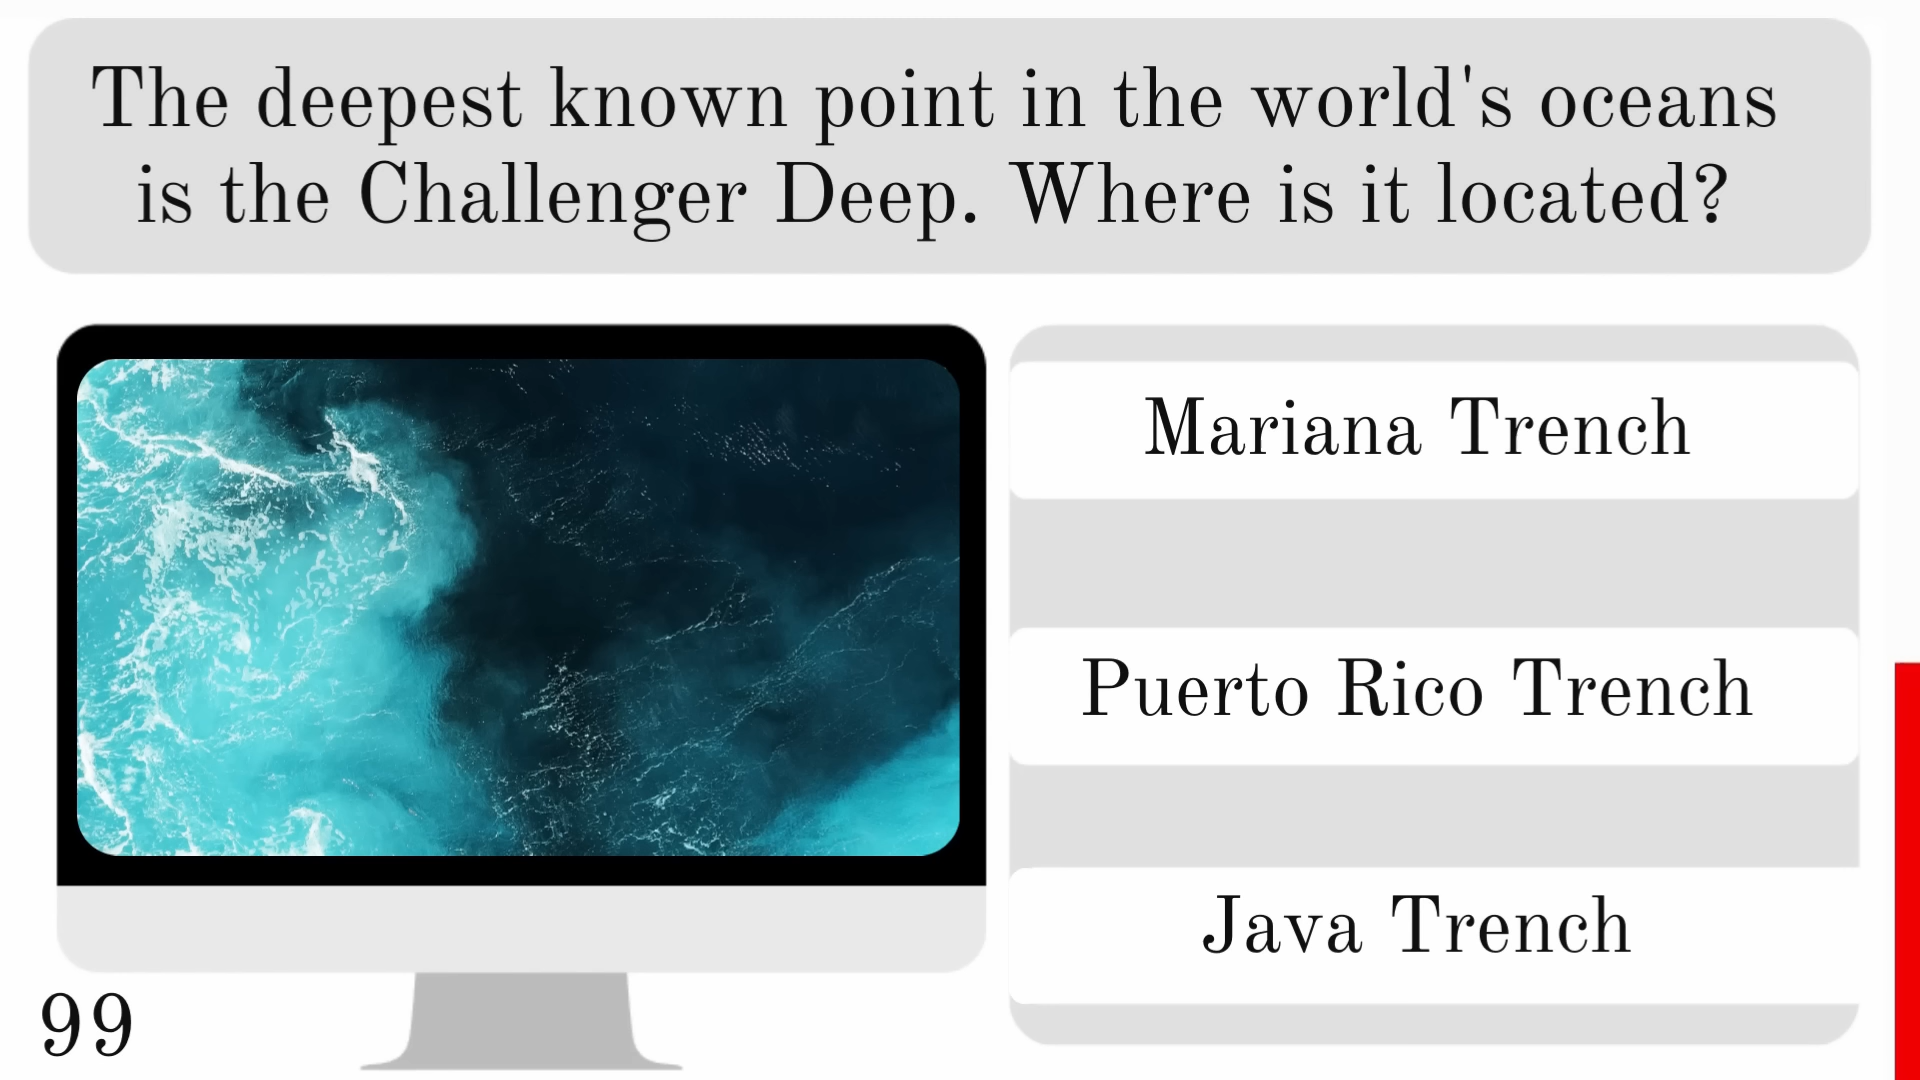 The deepest known point in the world's oceans
is the Challenger Deep. Where is it located?
Mariana Trench
Puerto Rico Trench
Java Trench
99